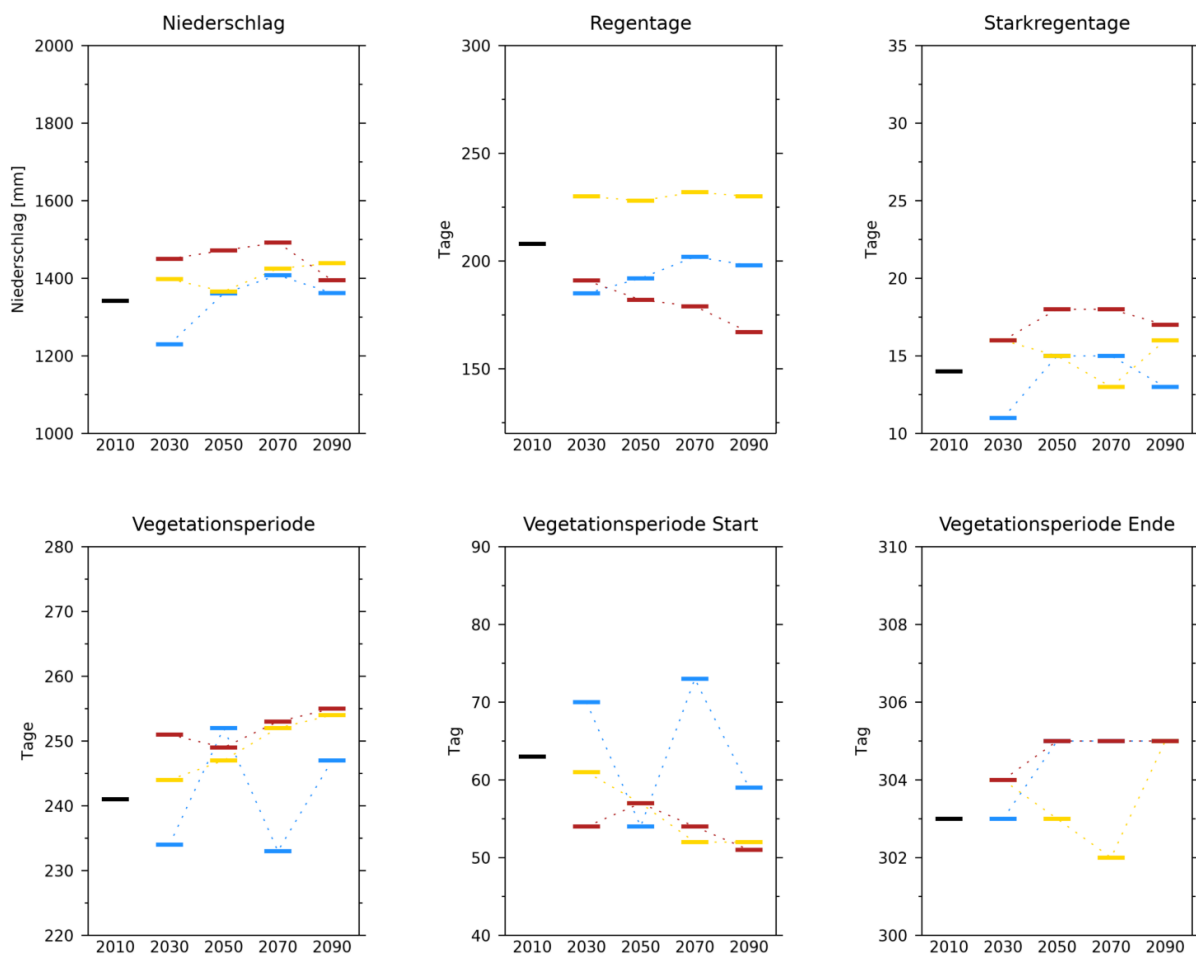 Niederschlag
Niederschlag [mm]
2000
1800
1600
1400
1200
1000
2010 2030 2050 2070 2090
Regentage
Tage
300
250
200
150
2010 2030 2050 2070 2090
Starkregentage
Tage
35
30
25
20
15
10
2010 2030 2050 2070 2090
Vegetationsperiode
Tage
280
270
260
250
240
230
220
2010 2030 2050 2070 2090
Vegetationsperiode Start
Tag
90
80
70
60
50
40
2010 2030 2050 2070 2090
Vegetationsperiode Ende
Tag
310
308
306
304
302
300
2010 2030 2050 2070 2090